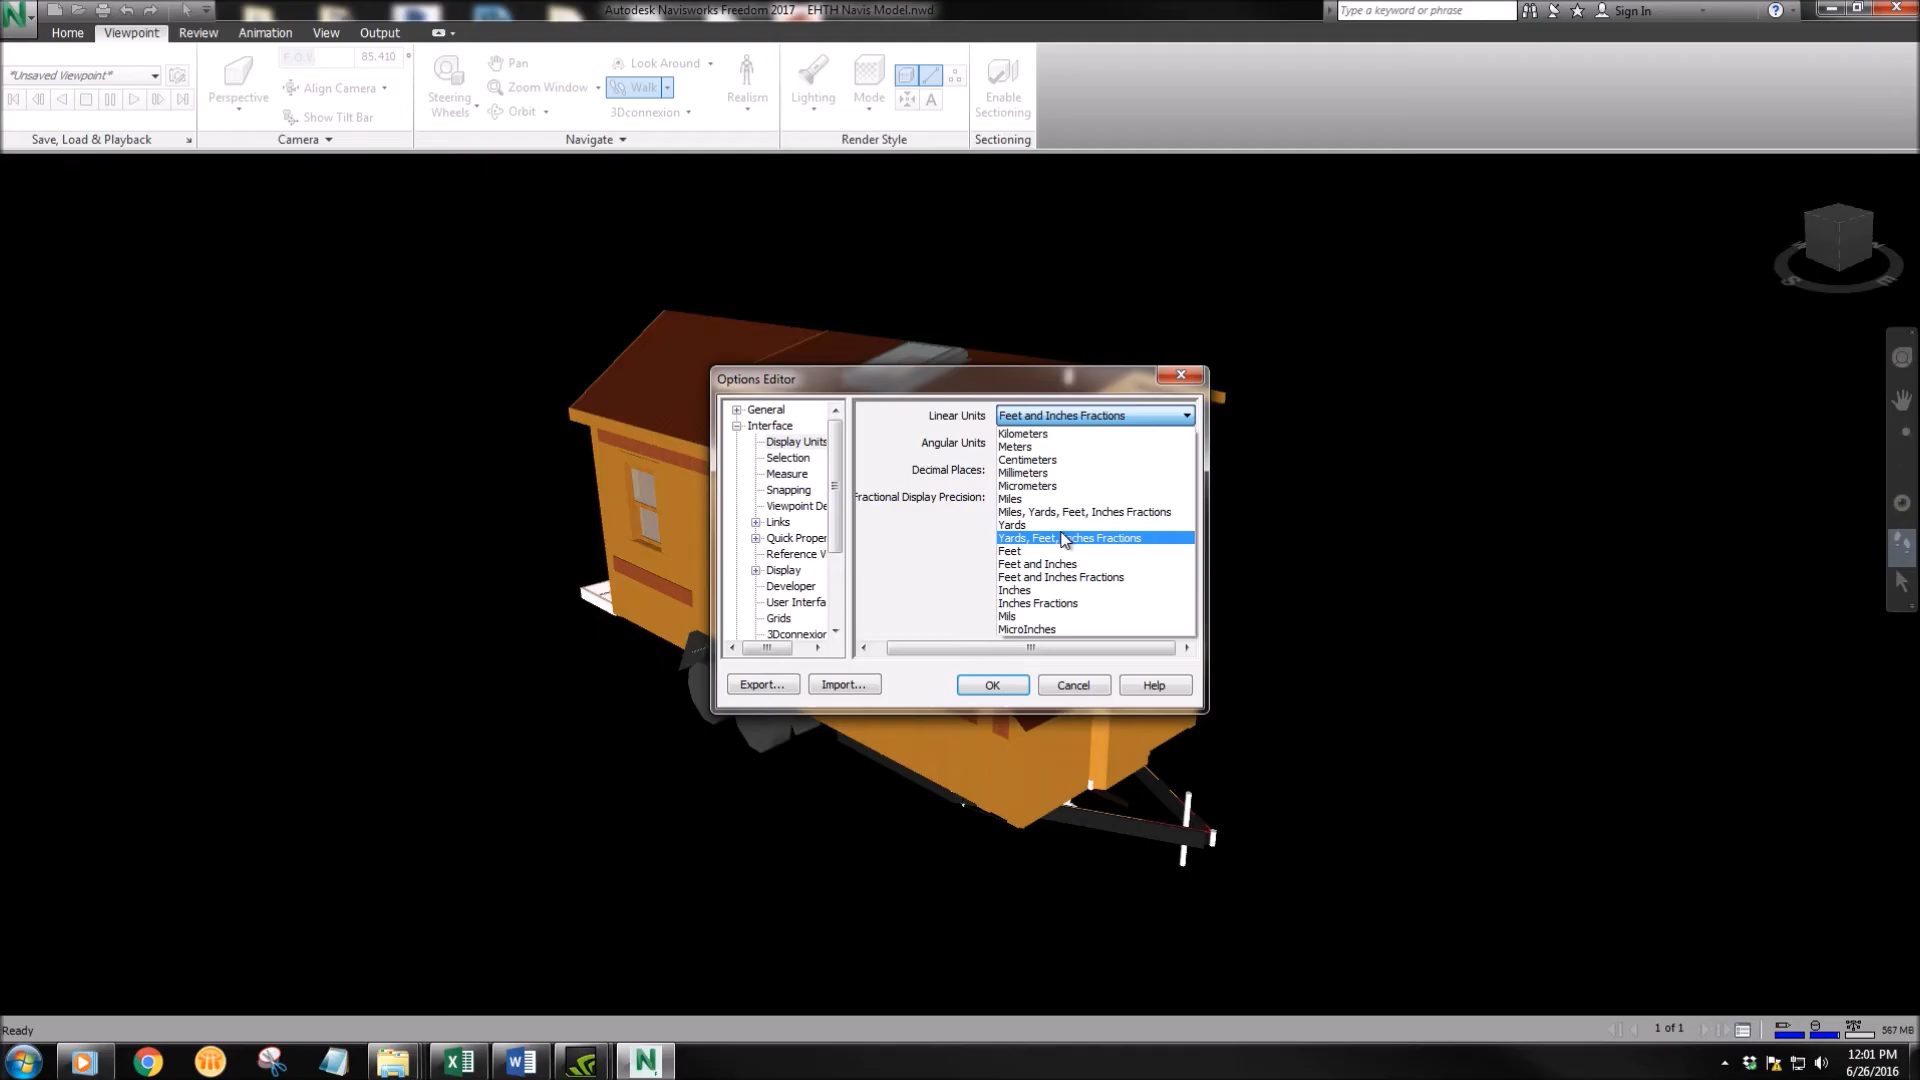 Autodesk Navisworks Freedom 2017 EHTH Navis Model.nwd
Type a keyword or phrase
Sign In
Home Viewpoint Review Animation View Output
*Unsaved Viewpoint*
F.O.V. 85.410 °
Perspective
Align Camera
Show Tilt Bar
Steering Wheels
Pan
Zoom Window
Orbit
Look Around
Walk
3Dconnexion
Realism
Lighting
Mode
A
Enable Sectioning
Save, Load & Playback
Camera
Navigate
Render Style
Sectioning
S E
Options Editor
General
Interface
Display Units
Selection
Measure
Snapping
Viewpoint De
Links
Quick Proper
Reference V
Display
Developer
User Interfa
Grids
3Dconnexior
Linear Units Feet and Inches Fractions
Angular Units
Decimal Places:
Fractional Display Precision:
Kilometers
Meters
Centimeters
Millimeters
Micrometers
Miles
Miles, Yards, Feet, Inches Fractions
Yards
Yards, Feet, Inches Fractions
Feet
Feet and Inches
Feet and Inches Fractions
Inches
Inches Fractions
Mils
MicroInches
Export... Import... OK Cancel Help
Ready
1 of 1
567 MB
12:01 PM
6/26/2016